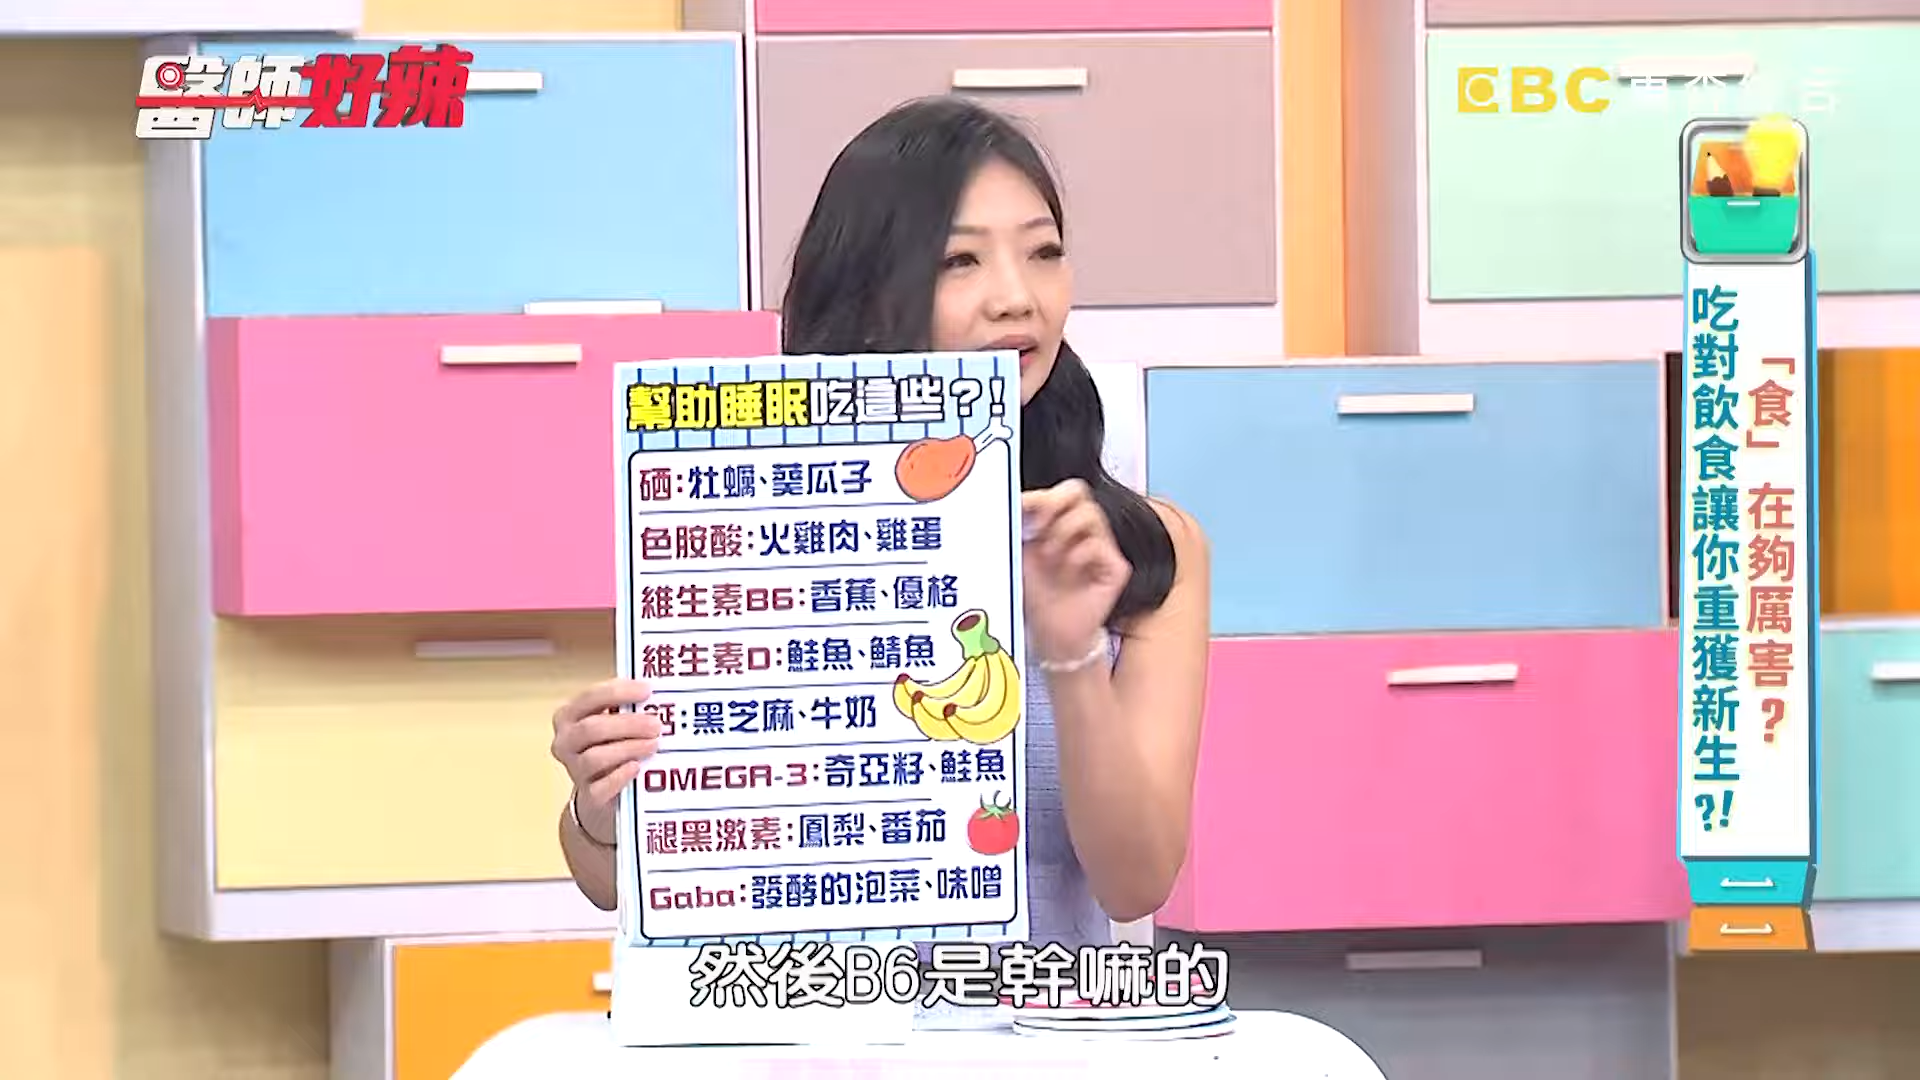 醫師好辣
EBC 東森綜合
「食」在夠厲害？
吃對飲食讓你重獲新生?!
幫助睡眠吃這些？！
硒：牡蠣、葵瓜子
色胺酸：火雞肉、雞蛋
維生素B6：香蕉、優格
維生素D：鮭魚、鯖魚
鈣：黑芝麻、牛奶
OMEGA-3：奇亞籽、鮭魚
褪黑激素：鳳梨、番茄
Gaba：發酵的泡菜、味噌
然後B6是幹嘛的